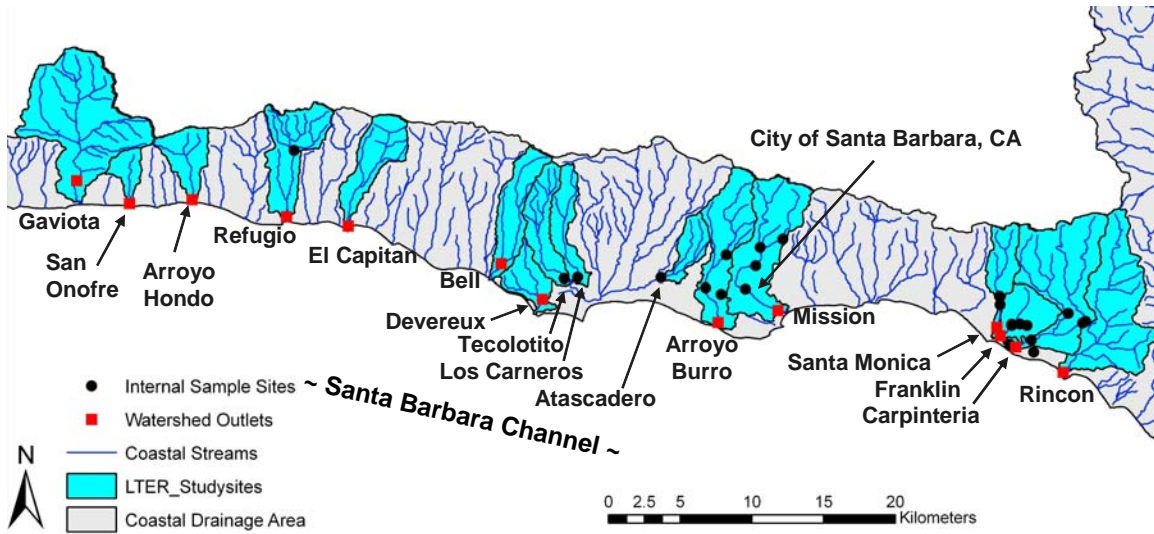 City of Santa Barbara, CA
Gaviota
San
Onofre
Arroyo
Hondo
Refugio
El Capitan
Bell
Devereux
Tecolotito
Los Carneros
Atascadero
Arroyo
Burro
Mission
Santa Monica
Franklin
Carpinteria
Rincon
~ Santa Barbara Channel ~
Internal Sample Sites
Watershed Outlets
Coastal Streams
LTER_Studysites
Coastal Drainage Area
N
0 2.5 5 10 15 20
Kilometers